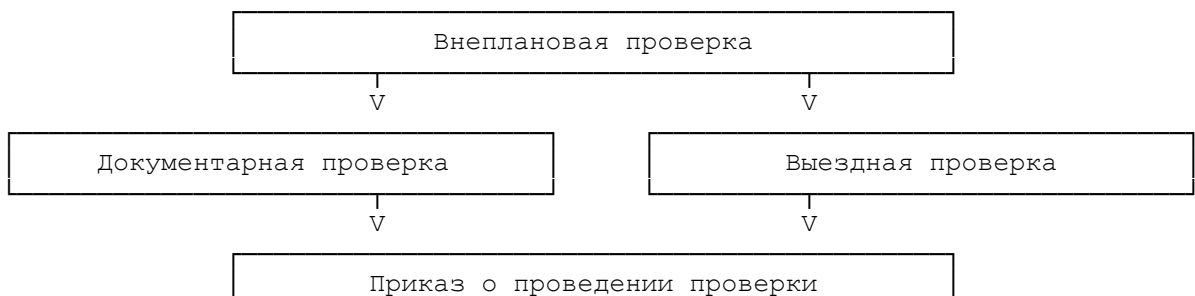 Внеплановая проверка
V V
Документарная проверка Выездная проверка
V V
Приказ о проведении проверки